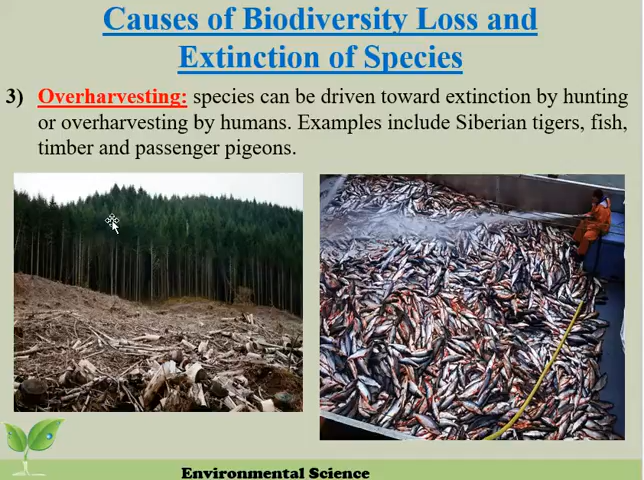 Causes of Biodiversity Loss and
Extinction of Species
3) Overharvesting: species can be driven toward extinction by hunting
or overharvesting by humans. Examples include Siberian tigers, fish,
timber and passenger pigeons.
Environmental Science